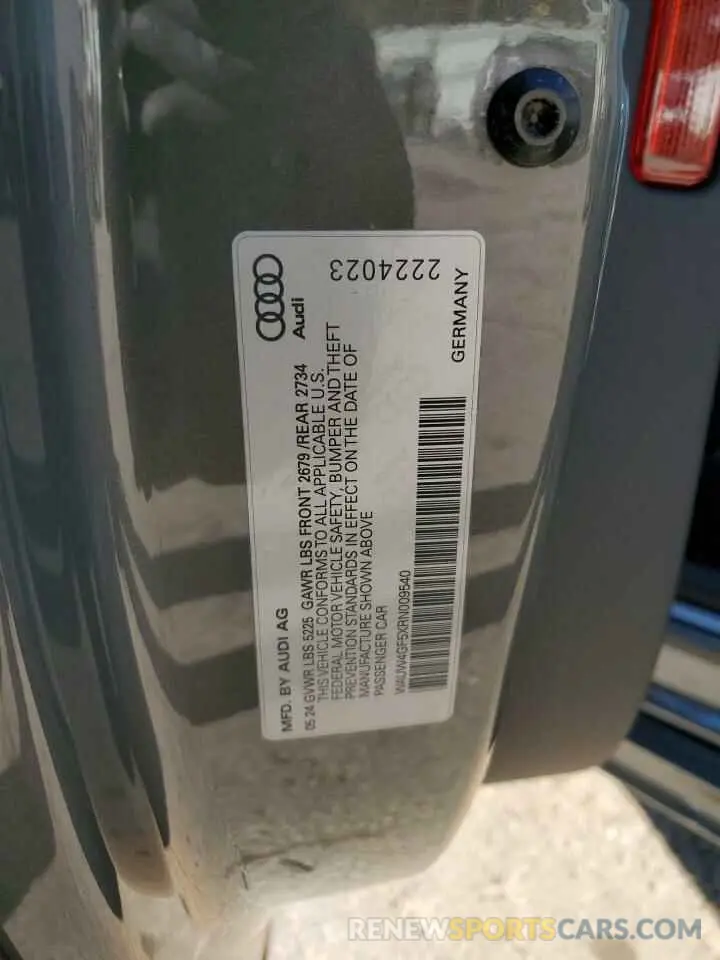 Audi
2224023
MFD. BY AUDI AG
05.24 GVWR LBS 5225 GAWR LBS FRONT 2679 /REAR 2734
THIS VEHICLE CONFORMS TO ALL APPLICABLE U.S.
FEDERAL MOTOR VEHICLE SAFETY, BUMPER AND THEFT
PREVENTION STANDARDS IN EFFECT ON THE DATE OF
MANUFACTURE SHOWN ABOVE
PASSENGER CAR
WAUW4GF5XRN009540
GERMANY
RENEWSPORTSCARS.COM